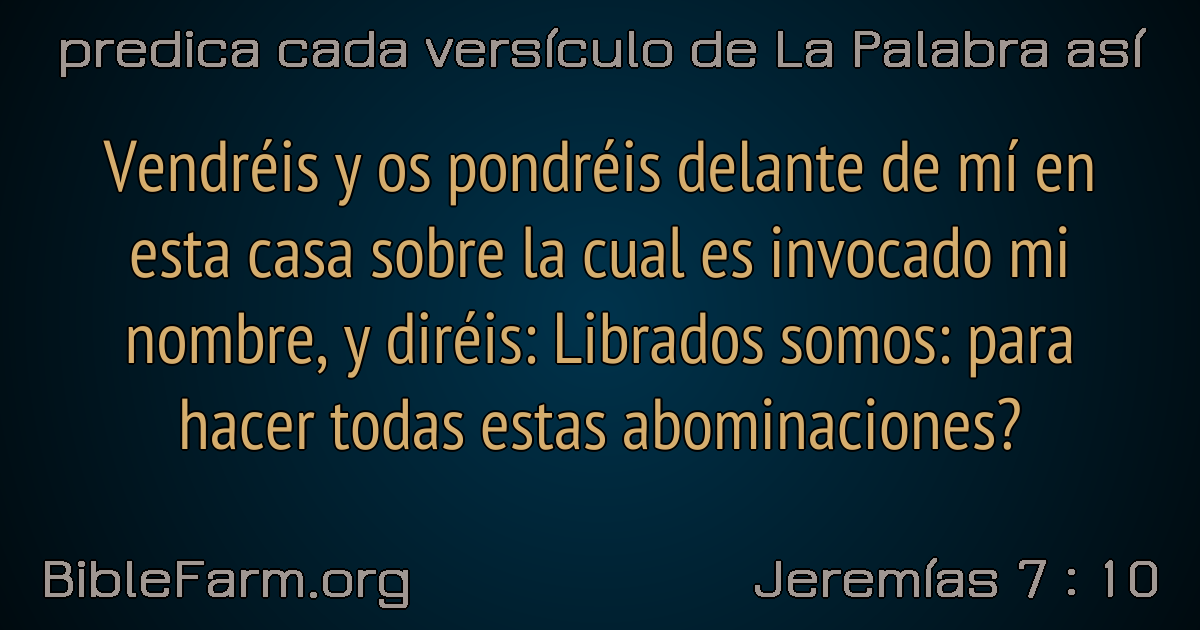 predica cada versículo de La Palabra así
Vendréis y os pondréis delante de mí en
esta casa sobre la cual es invocado mi
nombre, y diréis: Librados somos: para
hacer todas estas abominaciones?
BibleFarm.org
Jeremías 7 : 10